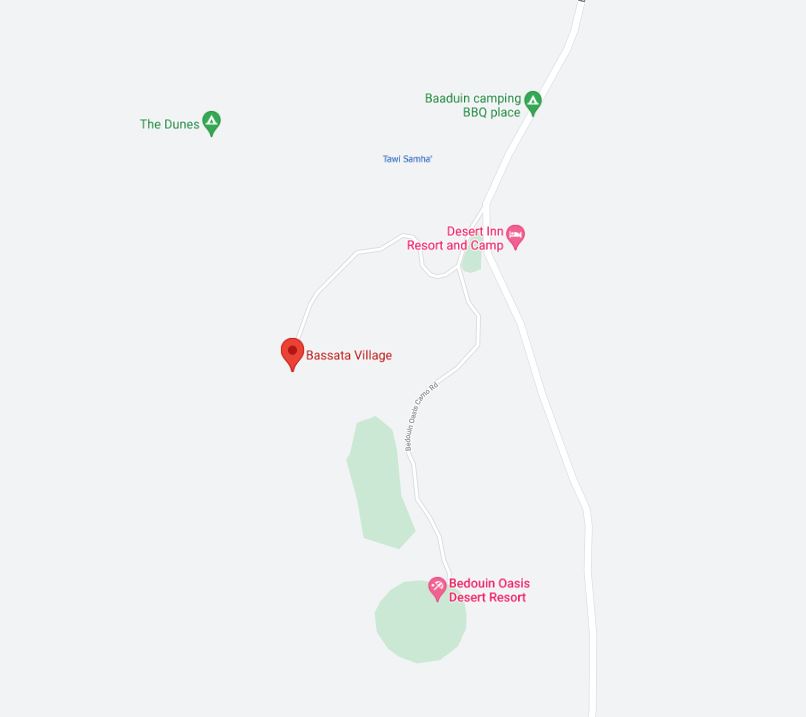 Baaduin camping
BBQ place
The Dunes
Tawi Samha'
Desert Inn
Resort and Camp
Bassata Village
Bedouin Oasis Camo Rd
Bedouin Oasis
Desert Resort